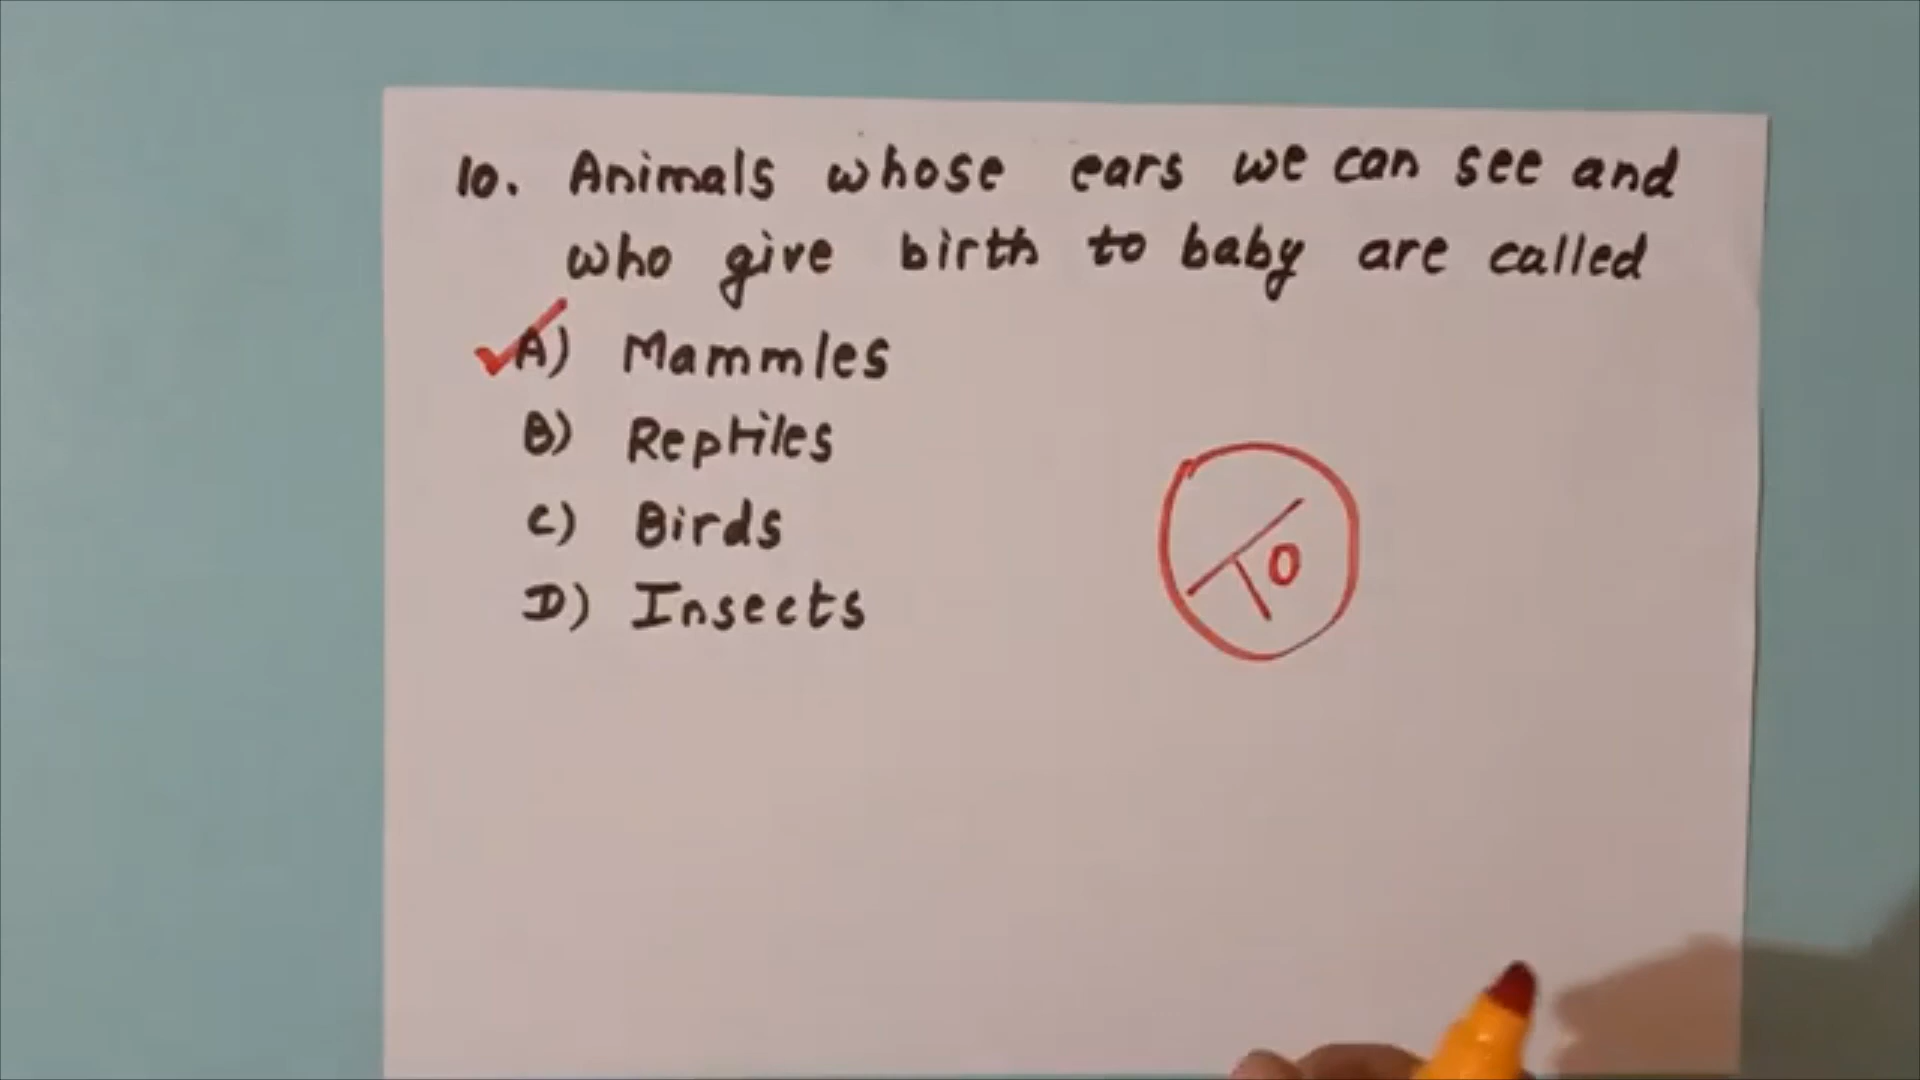 10. Animals whose ears we can see and
who give birth to baby are called
A) Mammles
B) Reptiles
C) Birds
D) Insects
10